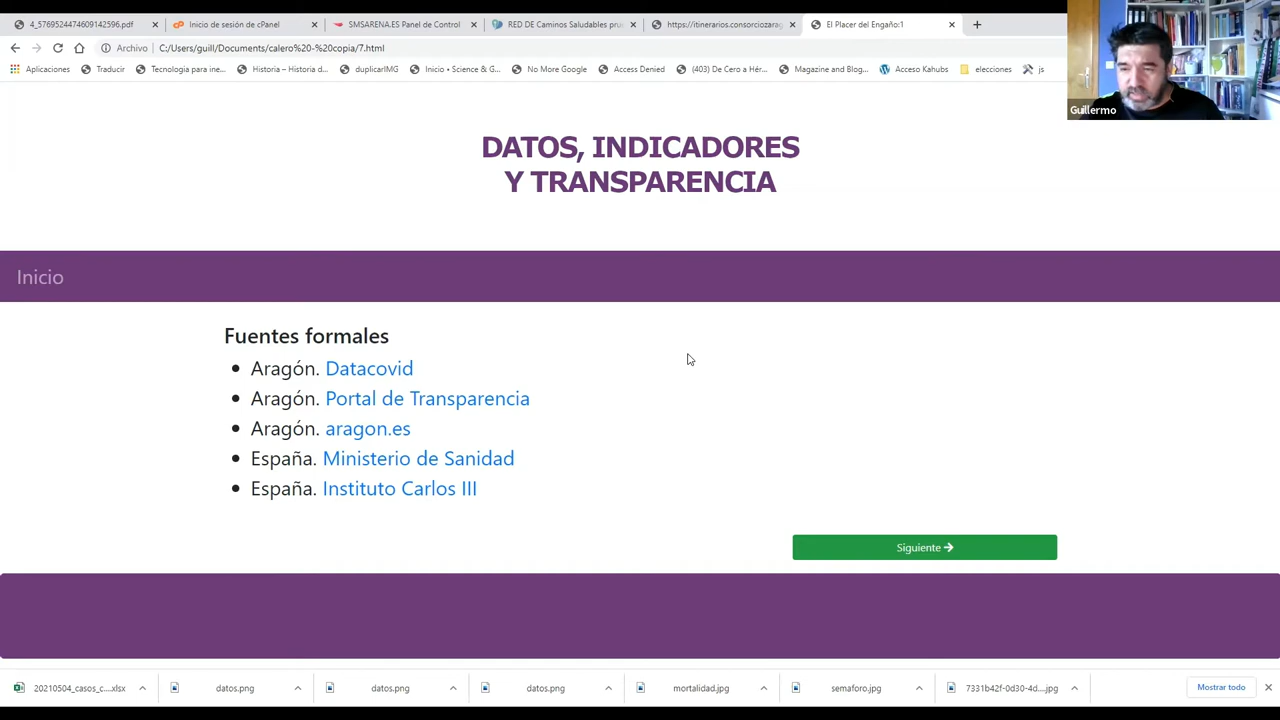 4_5769524474609142596.pdf
Inicio de sesión de cPanel
SMSARENA.ES Panel de Control
RED DE Caminos Saludables pru
https://itinerarios.consorciozarag
El Placer del Engaño:1
Archivo
C:/Users/guill/Documents/calero%20-%20copia/7.html
Aplicaciones
Traducir
Tecnologia para ine...
Historia – Historia d...
duplicarIMG
• Science & G...
No More Google
Access Denied
(403) De Cero a Hér...
Magazine and Blog...
Acceso Kahubs
elecciones
js
Guillermo
DATOS, INDICADORES
Y TRANSPARENCIA
Inicio
Fuentes formales
• Aragón. Datacovid
• Aragón. Portal de Transparencia
• Aragón. aragon.es
• España. Ministerio de Sanidad
• España. Instituto Carlos III
Siguiente →
20210504_casos_c....xlsx
datos.png
datos.png
datos.png
mortalidad.jpg
semaforo.jpg
7331b42f-0d30-4d....jpg
Mostrar todo